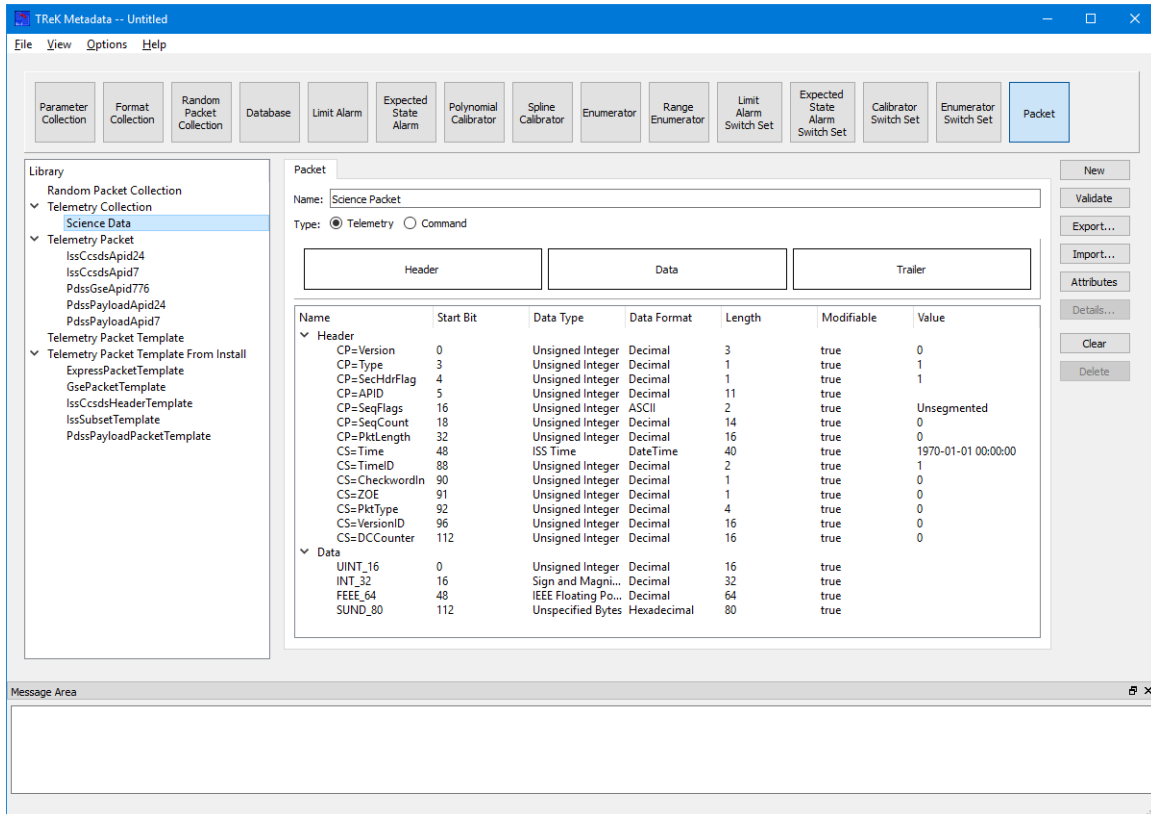 TReK Metadata -- Untitled
File View Options Help
Parameter Collection
Format Collection
Random Packet Collection
Database
Limit Alarm
Expected State Alarm
Polynomial Calibrator
Spline Calibrator
Enumerator
Range Enumerator
Limit Alarm Switch Set
Expected State Alarm Switch Set
Calibrator Switch Set
Enumerator Switch Set
Packet
Library
Random Packet Collection
Telemetry Collection
Science Data
Telemetry Packet
IssCcsdsApid24
IssCcsdsApid7
PdssGseApid776
PdssPayloadApid24
PdssPayloadApid7
Telemetry Packet Template
Telemetry Packet Template From Install
ExpressPacketTemplate
GsePacketTemplate
IssCcsdsHeaderTemplate
IssSubsetTemplate
PdssPayloadPacketTemplate
Packet
Name: Science Packet
Type: Telemetry Command
Header Data Trailer
Name Start Bit Data Type Data Format Length Modifiable Value
Header
CP=Version 0 Unsigned Integer Decimal 3 true 0
CP=Type 3 Unsigned Integer Decimal 1 true 1
CP=SecHdrFlag 4 Unsigned Integer Decimal 1 true 1
CP=APID 5 Unsigned Integer Decimal 11 true
CP=SeqFlags 16 Unsigned Integer ASCII 2 true Unsegmented
CP=SeqCount 18 Unsigned Integer Decimal 14 true 0
CP=PktLength 32 Unsigned Integer Decimal 16 true 0
CS=Time 48 ISS Time DateTime 40 true 1970-01-01 00:00:00
CS=TimeID 88 Unsigned Integer Decimal 2 true 1
CS=CheckwordIn 90 Unsigned Integer Decimal 1 true 0
CS=ZOE 91 Unsigned Integer Decimal 1 true 0
CS=PktType 92 Unsigned Integer Decimal 4 true 0
CS=VersionID 96 Unsigned Integer Decimal 16 true 0
CS=DCCounter 112 Unsigned Integer Decimal 16 true 0
Data
UINT_16 0 Unsigned Integer Decimal 16 true
INT_32 16 Sign and Magni... Decimal 32 true
FEEE_64 48 IEEE Floating Po... Decimal 64 true
SUND_80 112 Unspecified Bytes Hexadecimal 80 true
New
Validate
Export...
Import...
Attributes
Details...
Clear
Delete
Message Area